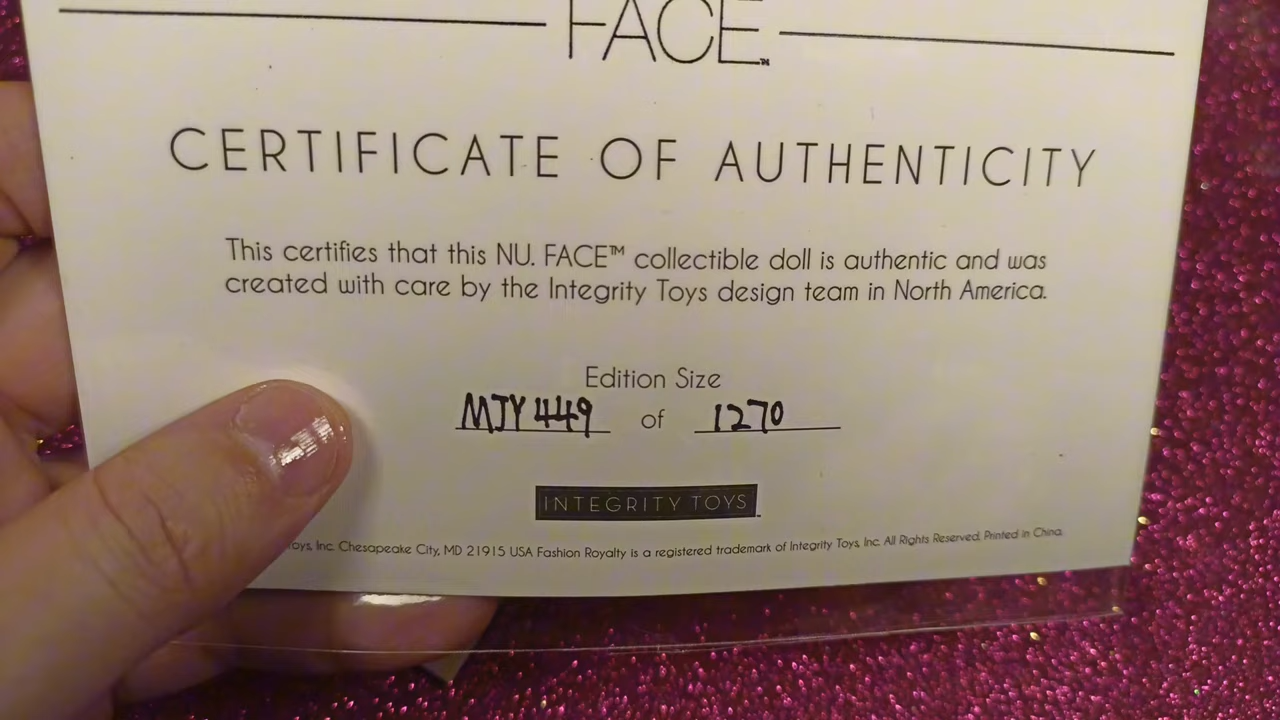 FACE™
CERTIFICATE OF AUTHENTICITY
This certifies that this NU. FACE™ collectible doll is authentic and was
created with care by the Integrity Toys design team in North America.
Edition Size
MJY 449 of 1270
INTEGRITY TOYS
Toys, Inc. Chesapeake City, MD 21915 USA Fashion Royalty is a registered trademark of Integrity Toys, Inc. All Rights Reserved. Printed in China.